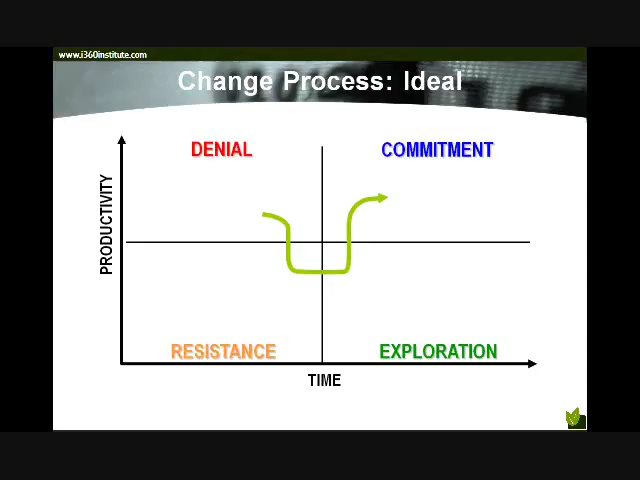 www.i360institute.com
Change Process: Ideal
DENIAL
COMMITMENT
PRODUCTIVITY
RESISTANCE
EXPLORATION
TIME